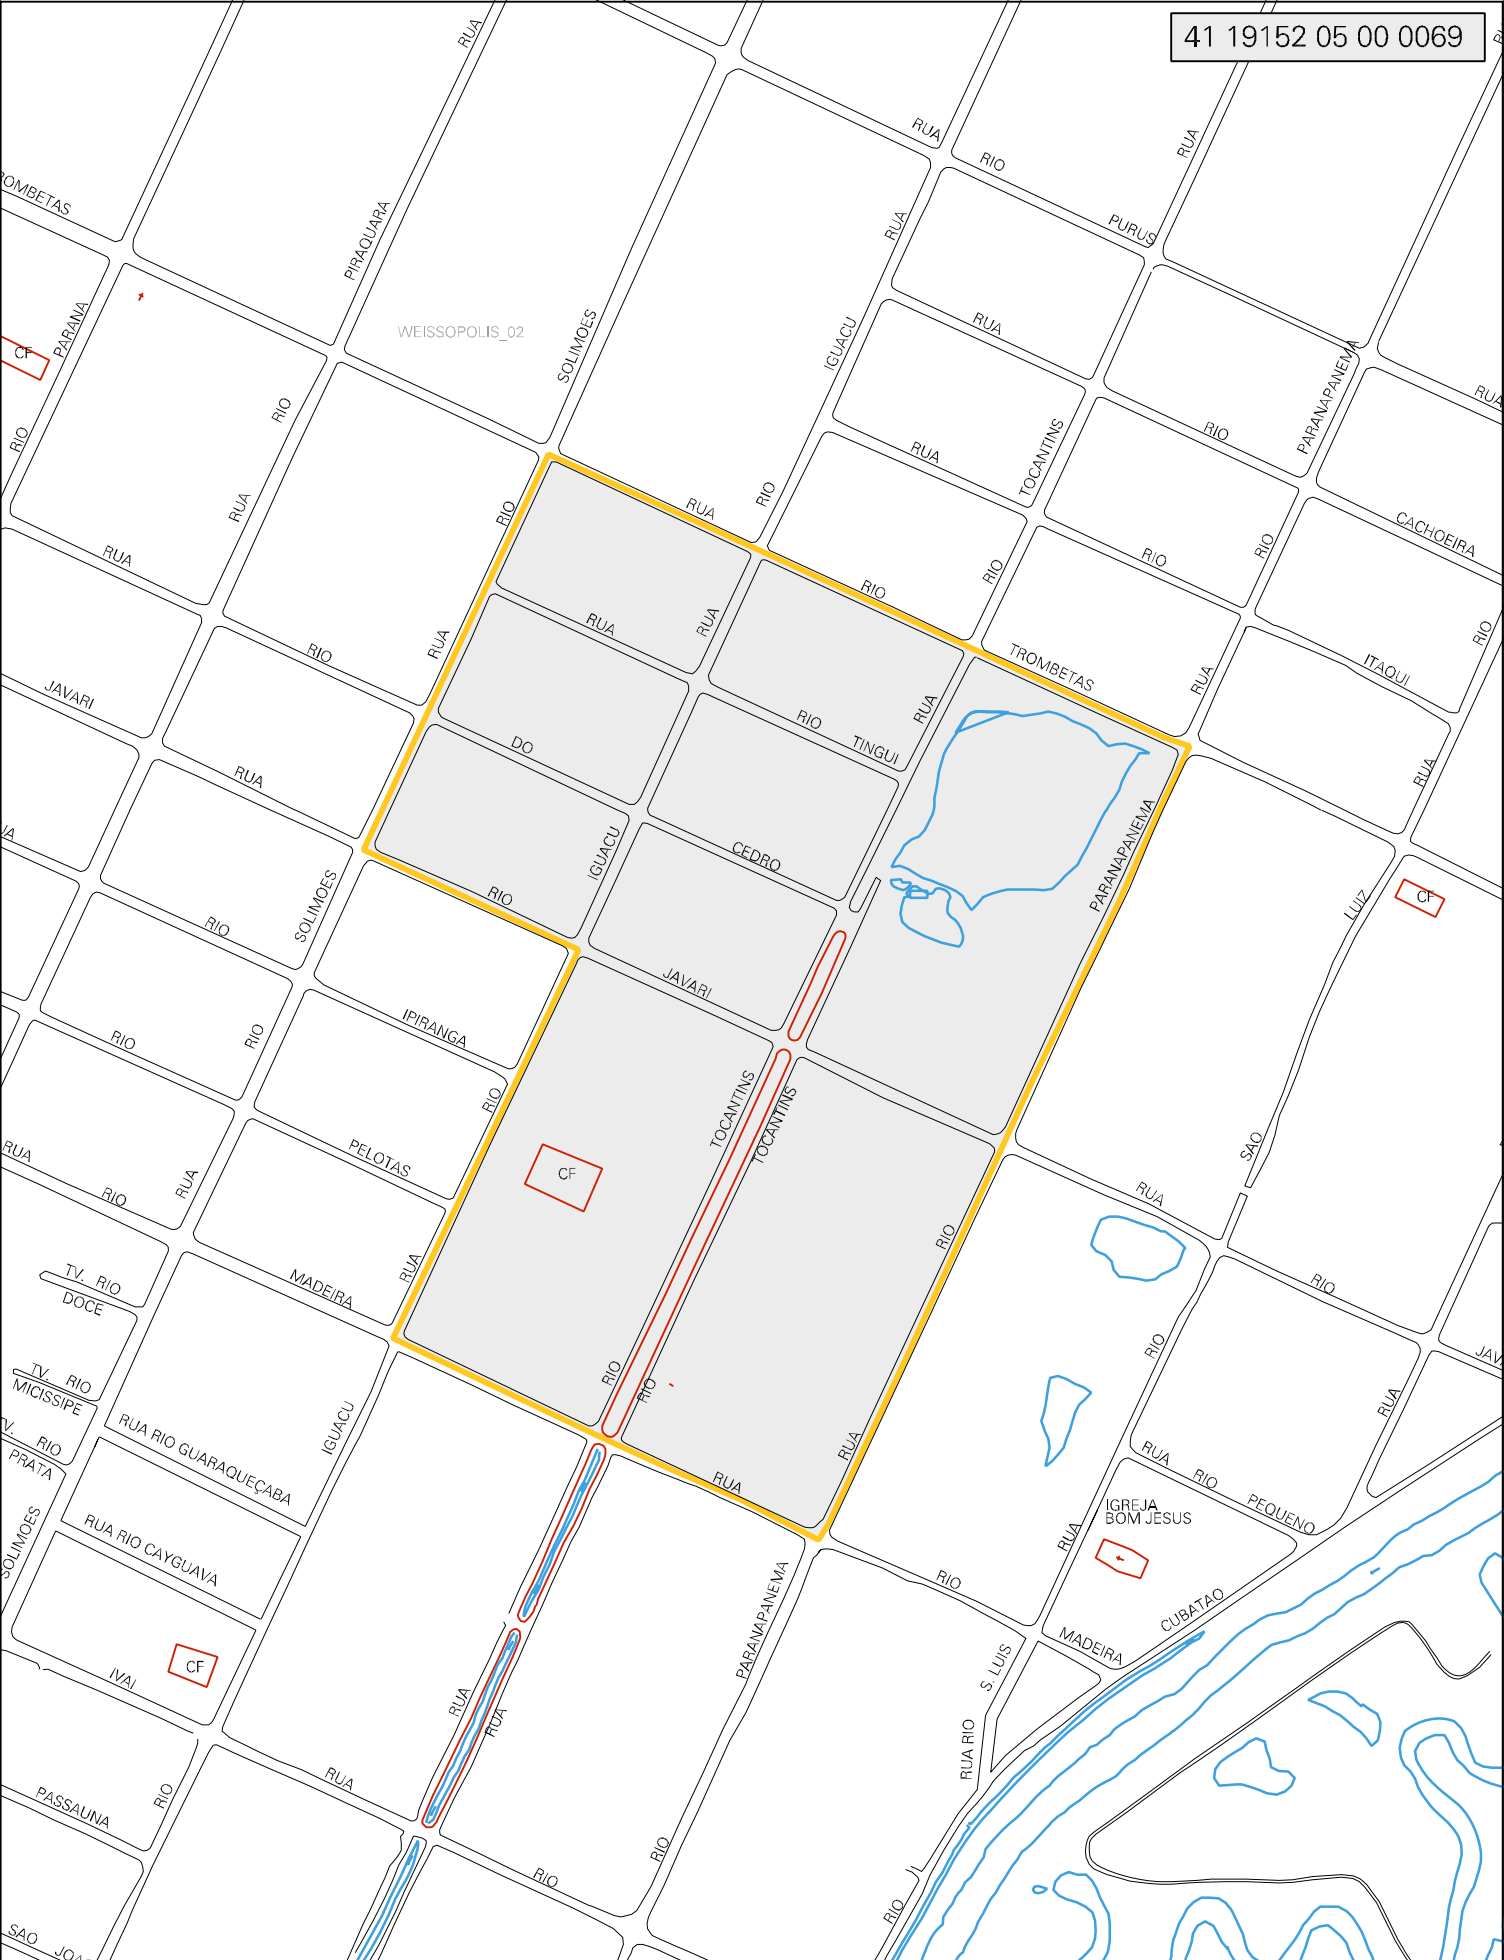 41 19152 05 00 0069
RUA
RUA
RIO
RUA
PURUS
OMBETAS
PIRAQUARA
RUA
WEISSOPOLIS_02
PARANA
CF
SOLIMOES
IGUACU
RUA
PARANAPANEMA
RUA
RIO
RIO
RUA
RIO
TOCANTINS
RUA
RIO
RIO
RUA
RIO
CACHOEIRA
RUA
RIO
RIO
RIO
RIO
RUA
RUA
RIO
RUA
RIO
TROMBETAS
ITAQUI
RUA
JAVARI
RUA
RIO
TINGUI
DO
RUA
RUA
CEDRO
PARANAPANEMA
IGUACU
RIO
SOLIMOES
RIO
LUIZ
CF
JAVARI
IPIRANGA
RIO
RIO
RIO
TOCANTINS
TOCANTINS
SAO
RUA
PELOTAS
CF
RIO
RUA
RUA
RIO
RUA
MADEIRA
TV. RIO
DOCE
RIO
RIO
TV. RIO
MICISSIPE
RIO
RIO
RUA
RUA RIO GUARAQUEÇABA
IGUACU
RIO
PRATA
RUA
RUA
RUA
RIO
PEQUENO
IGREJA
BOM JESUS
RUA RIO CAYGUAVA
SOLIMOES
RUA
RIO
PARANAPANEMA
CUBATAO
MADEIRA
S. LUIS
CF
IVAI
RUA
RUA
RUA RIO
RUA
RIO
PASSAUNA
RIO
RIO
RIO
SAO